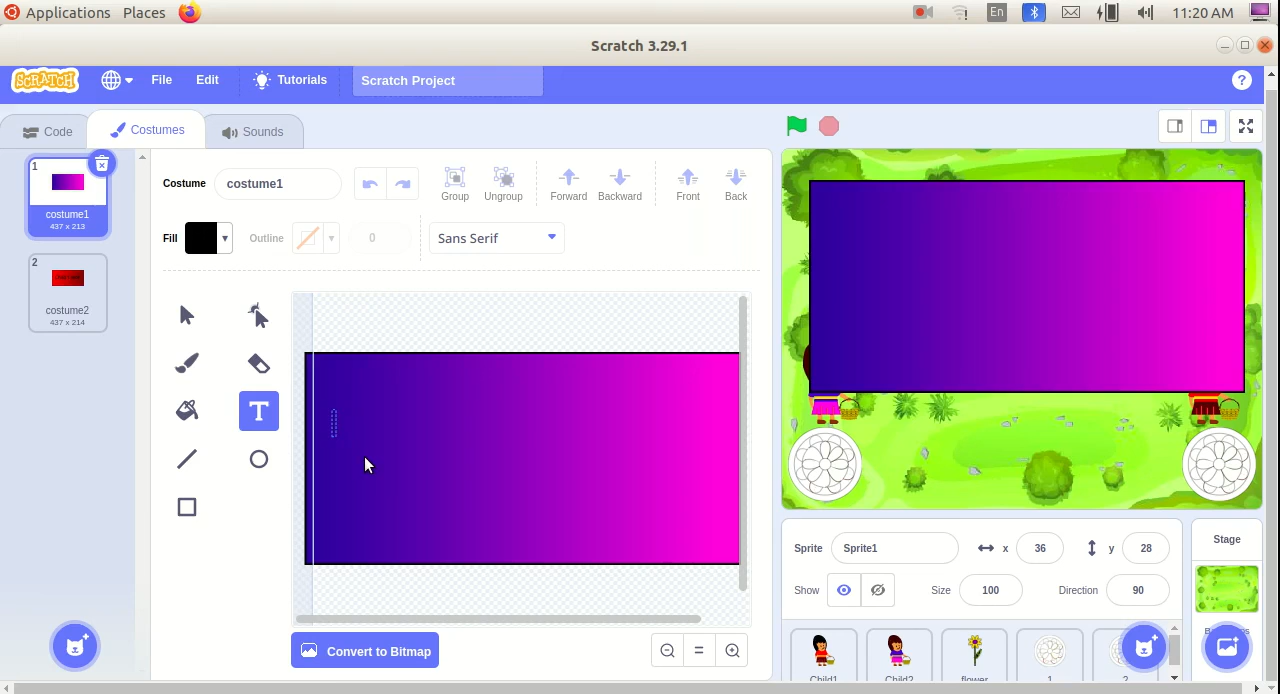 Applications Places En 11:20 AM
Scratch 3.29.1
SCRATCH File Edit Tutorials Scratch Project ?
Code Costumes Sounds
1
costume1
437 x 213
2
costume2
437 x 214
Costume costume1 Group Ungroup Forward Backward Front Back
Fill Outline 0 Sans Serif
T
Convert to Bitmap
Sprite Sprite1 x 36 y 28
Show Size 100 Direction 90
Stage
Child1 Child2 flower 1 2